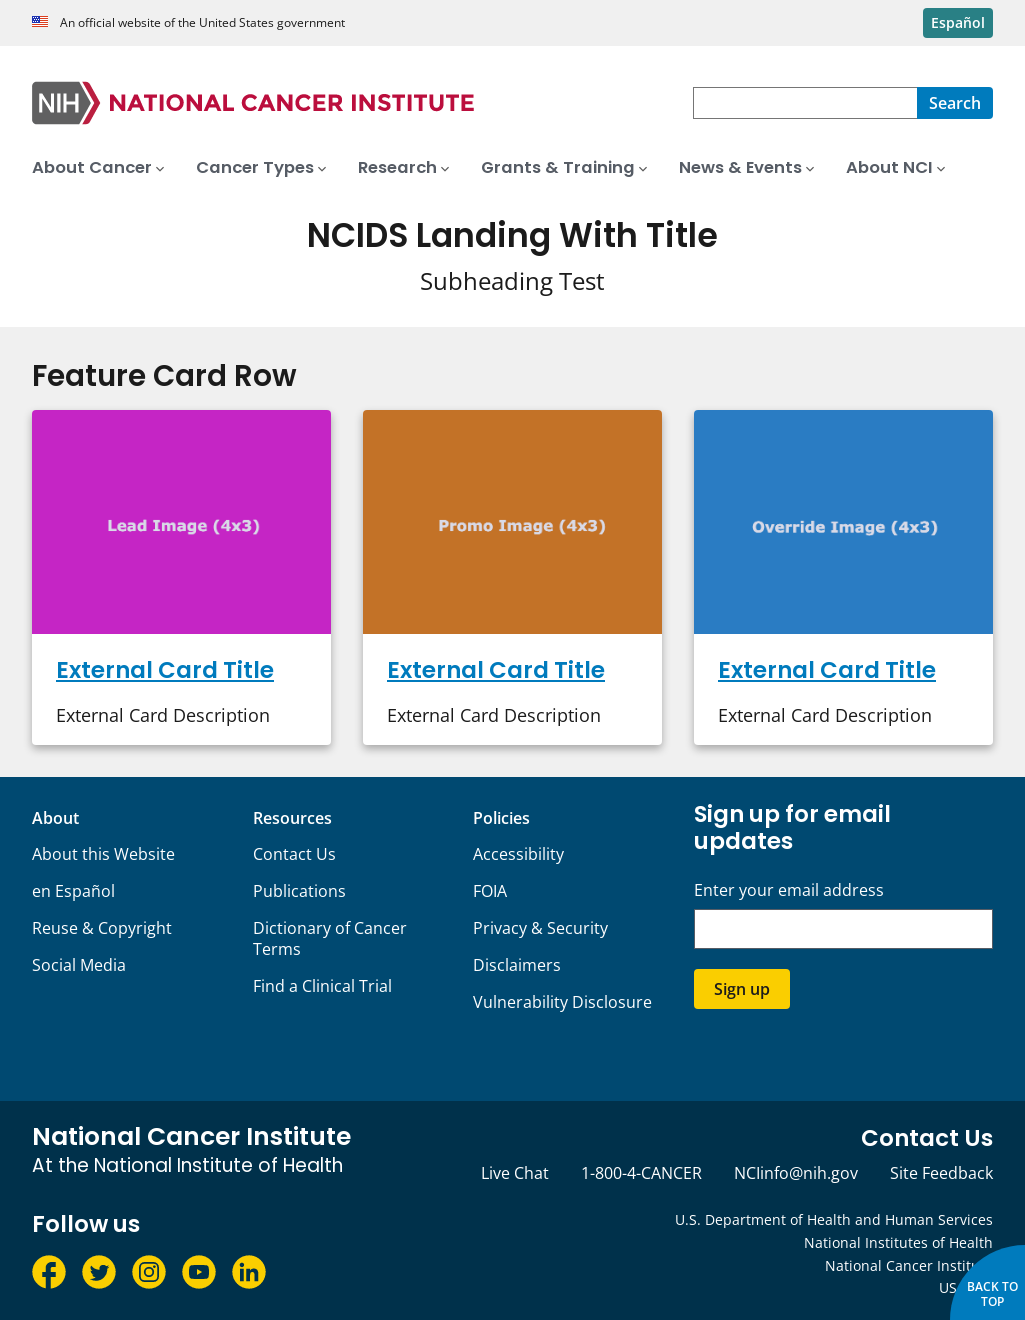 An official website of the United States government
Español
NIH NATIONAL CANCER INSTITUTE
Search
About Cancer
Cancer Types
Research
Grants & Training
News & Events
About NCI
NCIDS Landing With Title
Subheading Test
Feature Card Row
Lead Image (4x3)
Promo Image (4x3)
Override Image (4x3)
External Card Title
External Card Title
External Card Title
External Card Description
External Card Description
External Card Description
About
About this Website
en Español
Reuse & Copyright
Social Media
Resources
Contact Us
Publications
Dictionary of Cancer
Terms
Find a Clinical Trial
Policies
Accessibility
FOIA
Privacy & Security
Disclaimers
Vulnerability Disclosure
Sign up for email
updates
Enter your email address
Sign up
National Cancer Institute
At the National Institute of Health
Contact Us
Live Chat
1-800-4-CANCER
NCIinfo@nih.gov
Site Feedback
Follow us
U.S. Department of Health and Human Services
National Institutes of Health
National Cancer
US
BACK TO
TOP